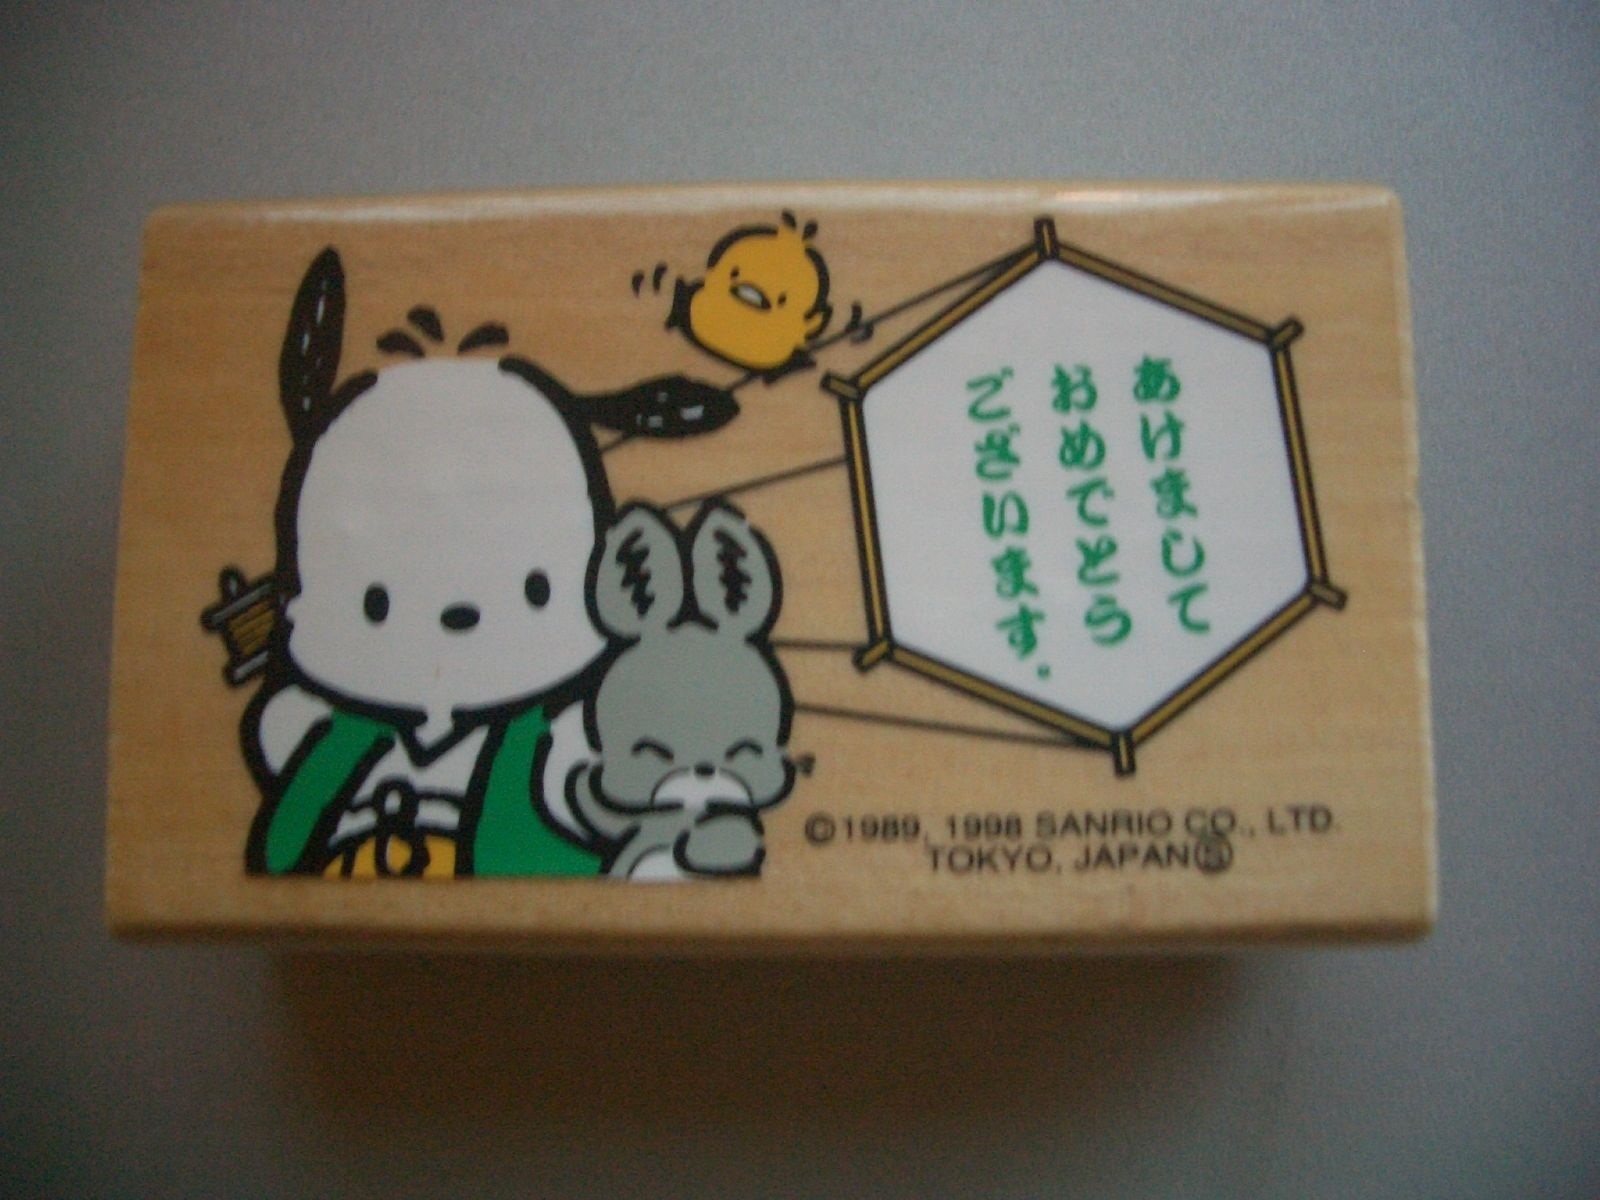 あけまして
おめでとう
ございます。
©1989, 1998 SANRIO CO., LTD.
TOKYO, JAPAN Ⓢ